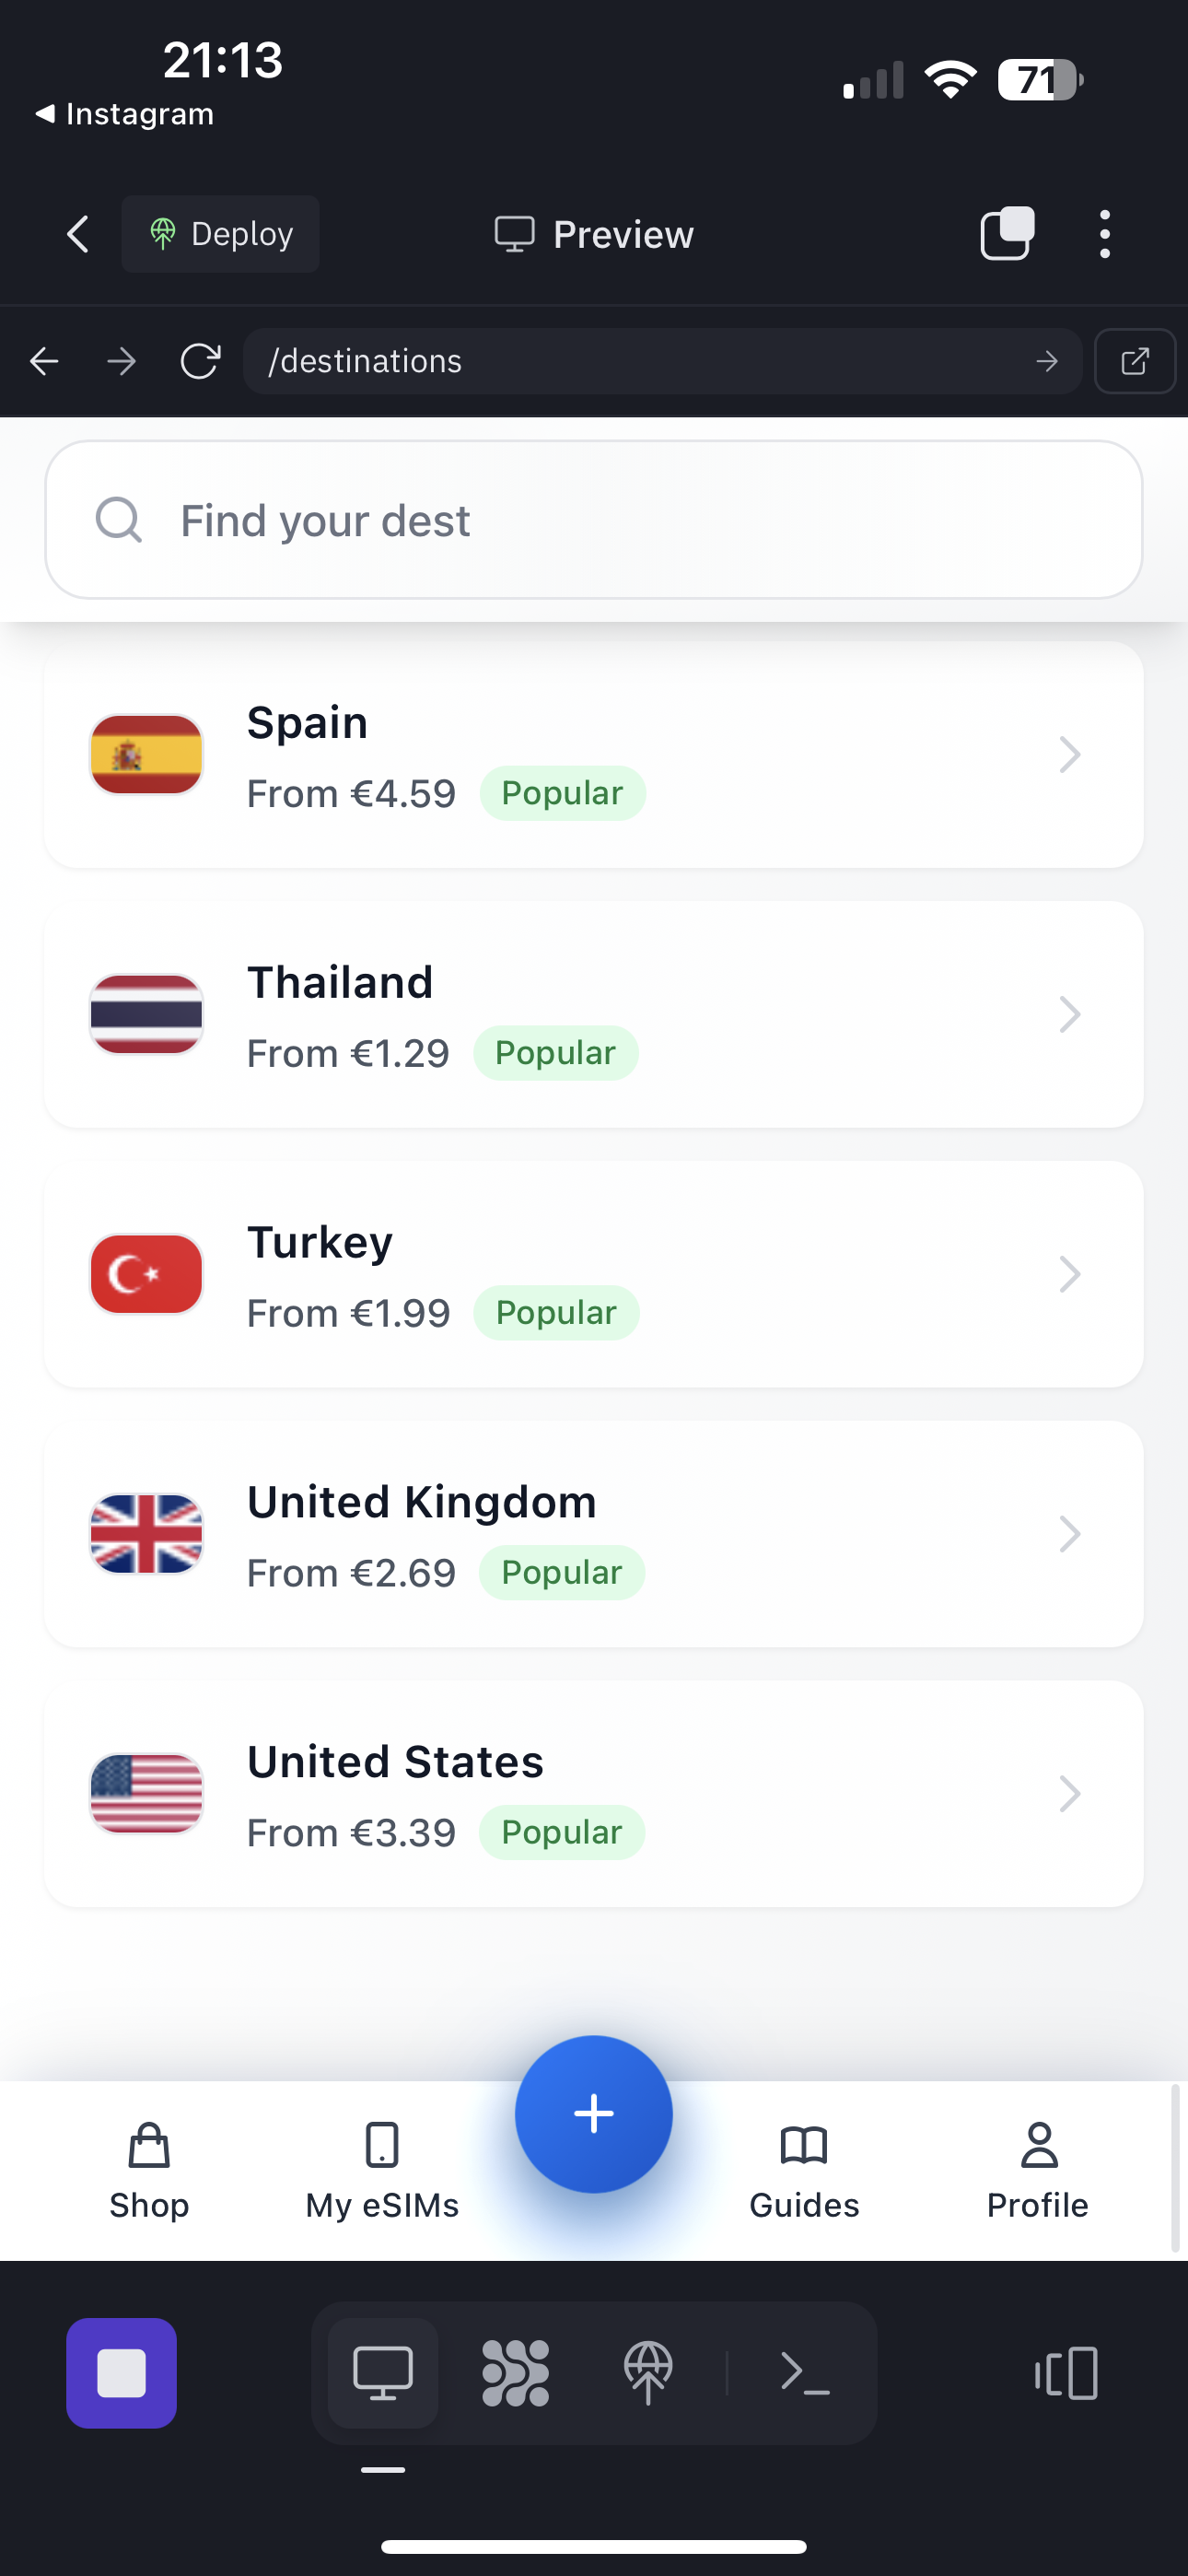 21:13
71
Instagram
Deploy
Preview
/destinations
Find your dest
Spain
From €4.59 Popular
Thailand
From €1.29 Popular
Turkey
From €1.99 Popular
United Kingdom
From €2.69 Popular
United States
From €3.39 Popular
Shop
My eSIMs
Guides
Profile